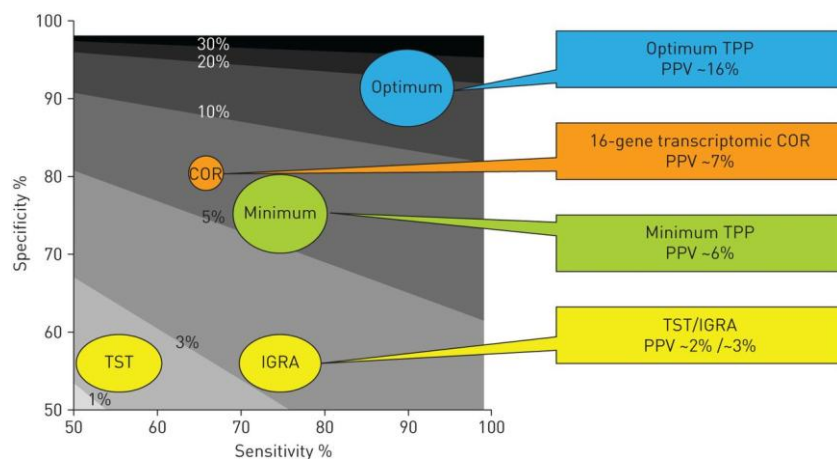 30%
20%
10%
5%
3%
1%
Optimum
COR
Minimum
TST
IGRA
Optimum TPP
PPV ~16%
16-gene transcriptomic COR
PPV ~7%
Minimum TPP
PPV ~6%
TST/IGRA
PPV ~2% /~3%
Specificity %
100
90
80
70
60
50
50 60 70 80 90 100
Sensitivity %